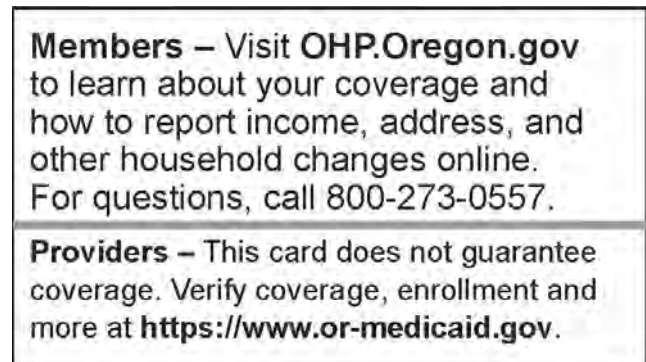 Members – Visit OHP.Oregon.gov
to learn about your coverage and
how to report income, address, and
other household changes online.
For questions, call 800-273-0557.
Providers – This card does not guarantee
coverage. Verify coverage, enrollment and
more at https://www.or-medicaid.gov.